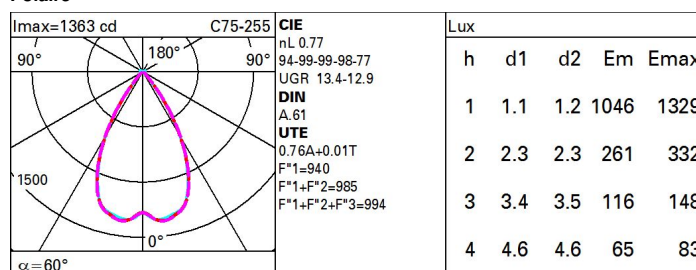 Imax=1363 cd C75-255
90° 180° 90°
1500
0°
α=60°
CIE
nL 0.77
94-99-99-98-77
UGR 13.4-12.9
DIN
A.61
UTE
0.76A+0.01T
F"1=940
F"1+F"2=985
F"1+F"2+F"3=994
Lux
h d1 d2 Em Emax
1 1.1 1.2 1046 1329
2 2.3 2.3 261 332
3 3.4 3.5 116 148
4 4.6 4.6 65 83